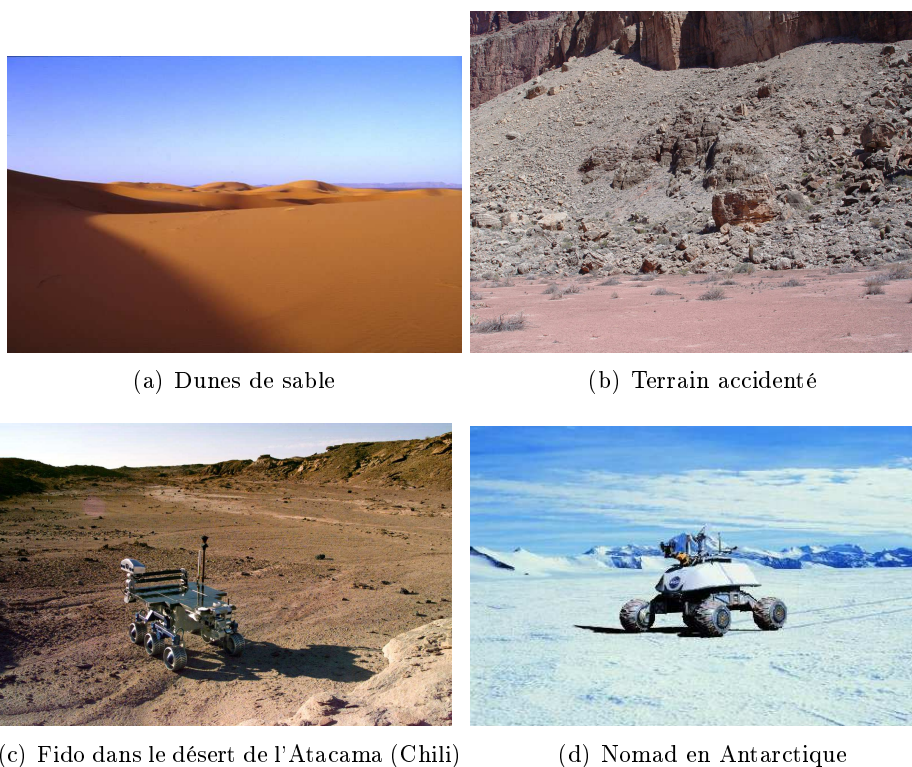 (a) Dunes de sable
(b) Terrain accidenté
(c) Fido dans le désert de l'Atacama (Chili)
(d) Nomad en Antarctique